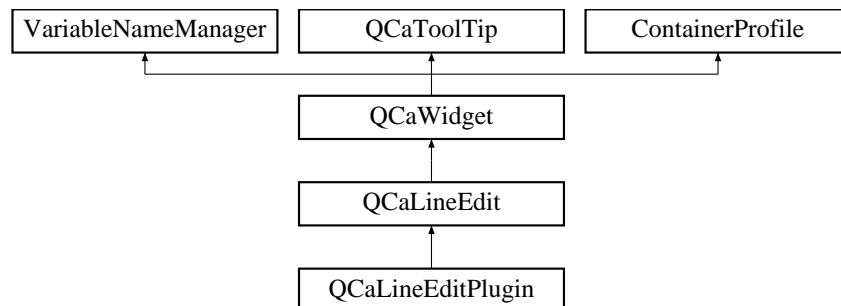 VariableNameManager
QCaToolTip
ContainerProfile
QCaWidget
QCaLineEdit
QCaLineEditPlugin